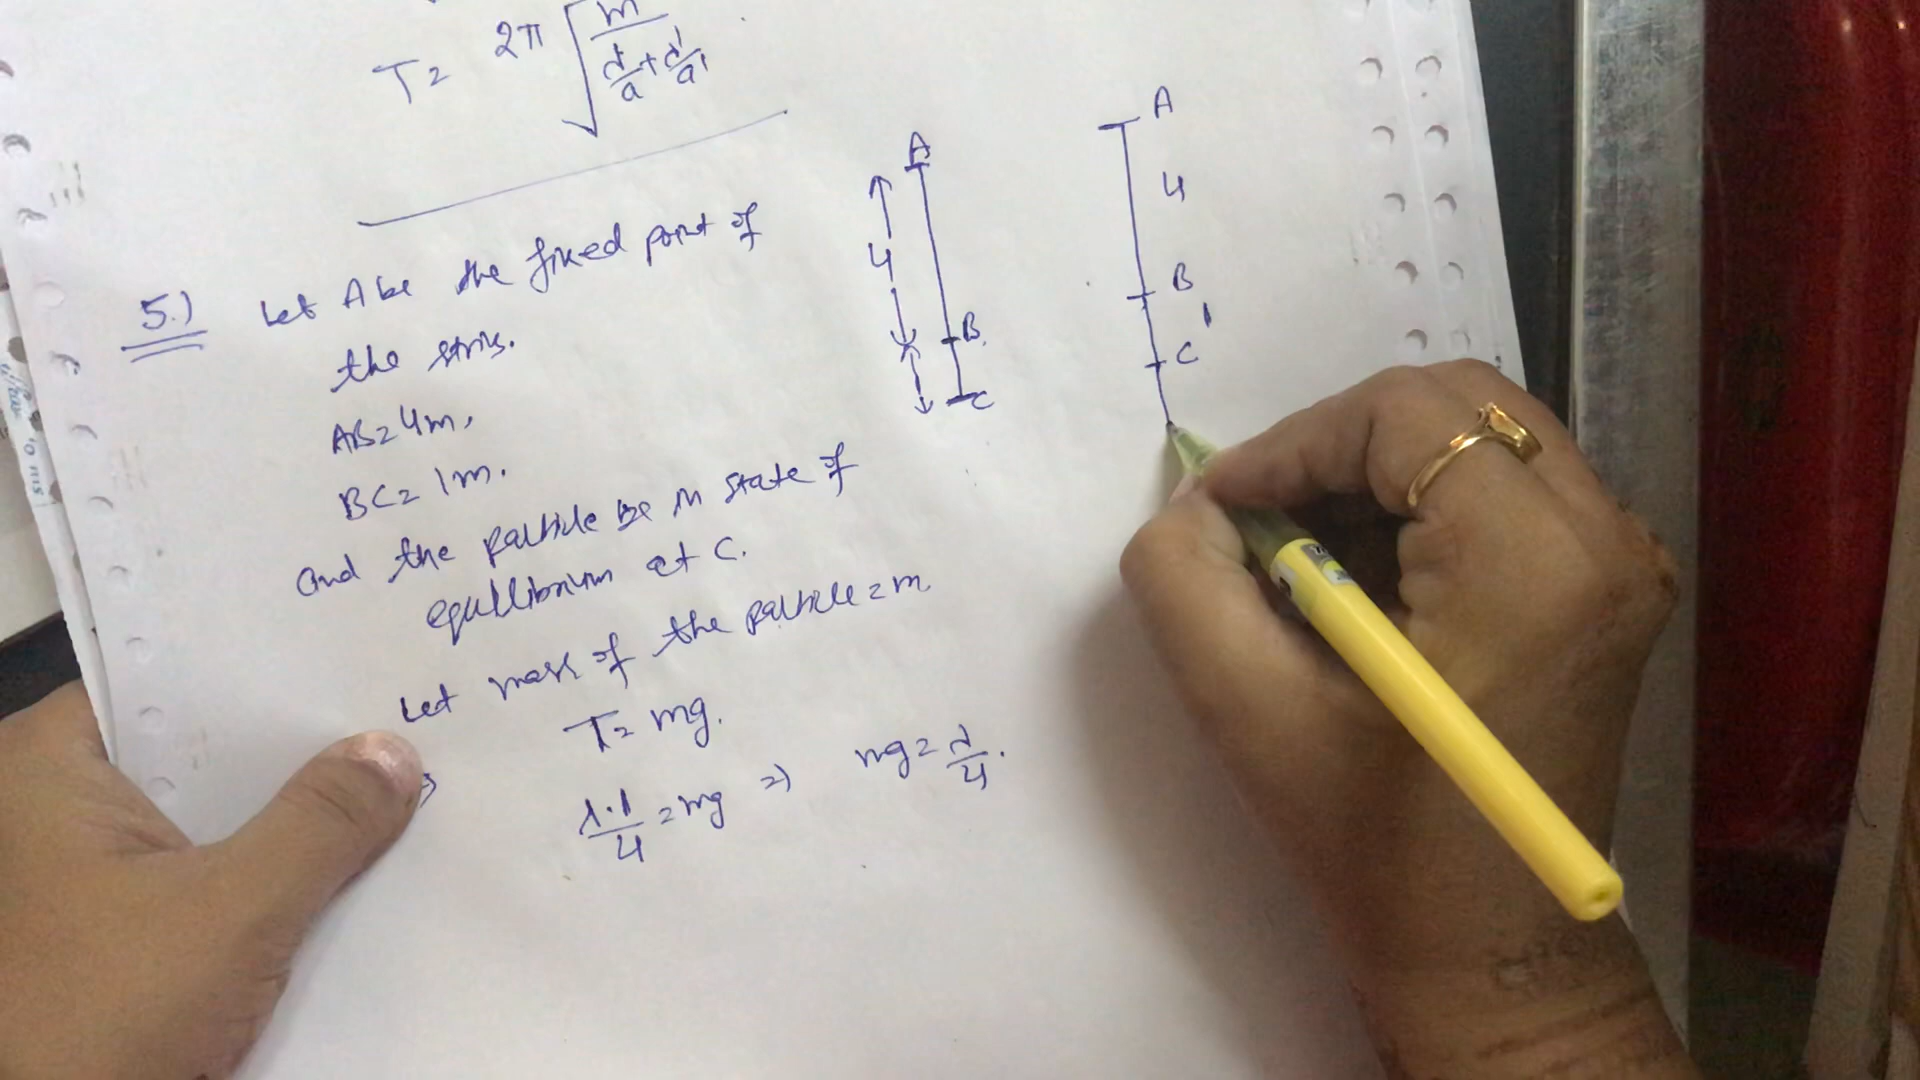 T = 2π √(m / (λ/a + λ'/a'))
5.) Let A be the fixed point of
the string.
AB = 4m,
BC = 1m.
and the particle be in state of
equilibrium at C.
Let mass of the particle = m
T = mg.
⇒ λ·1/4 = mg ⇒ mg = λ/4.
A
4
B
C
A
4
B
1
C